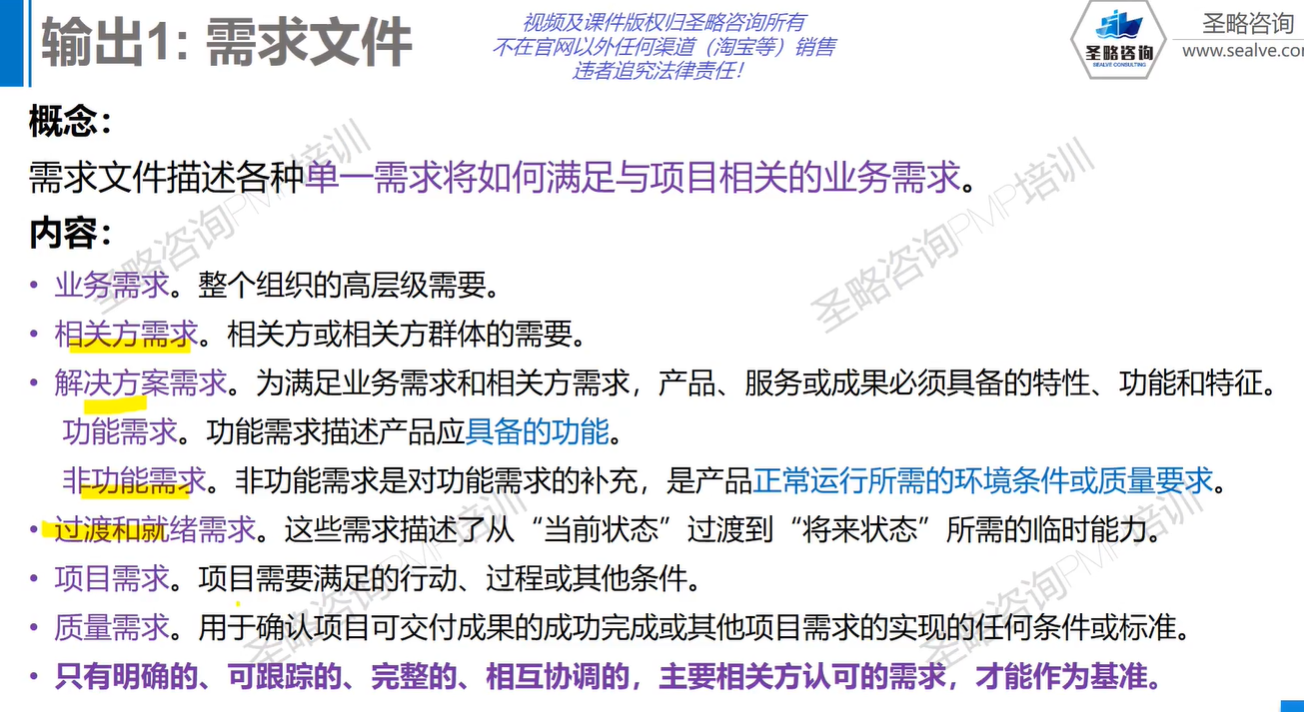 输出1: 需求文件
视频及课件版权归圣略咨询所有
不在官网以外任何渠道（淘宝等）销售
违者追究法律责任！
圣略咨询
SEALVE CONSULTING
圣略咨询
www.sealve.co
概念：
需求文件描述各种单一需求将如何满足与项目相关的业务需求。
内容：
• 业务需求。整个组织的高层级需要。
• 相关方需求。相关方或相关方群体的需要。
• 解决方案需求。为满足业务需求和相关方需求，产品、服务或成果必须具备的特性、功能和特征。
功能需求。功能需求描述产品应具备的功能。
非功能需求。非功能需求是对功能需求的补充，是产品正常运行所需的环境条件或质量要求。
• 过渡和就绪需求。这些需求描述了从“当前状态”过渡到“将来状态”所需的临时能力。
• 项目需求。项目需要满足的行动、过程或其他条件。
• 质量需求。用于确认项目可交付成果的成功完成或其他项目需求的实现的任何条件或标准。
• 只有明确的、可跟踪的、完整的、相互协调的，主要相关方认可的需求，才能作为基准。
圣略咨询PMP培训
圣略咨询PMP培训
圣略咨询PMP培训
圣略咨询PMP培训